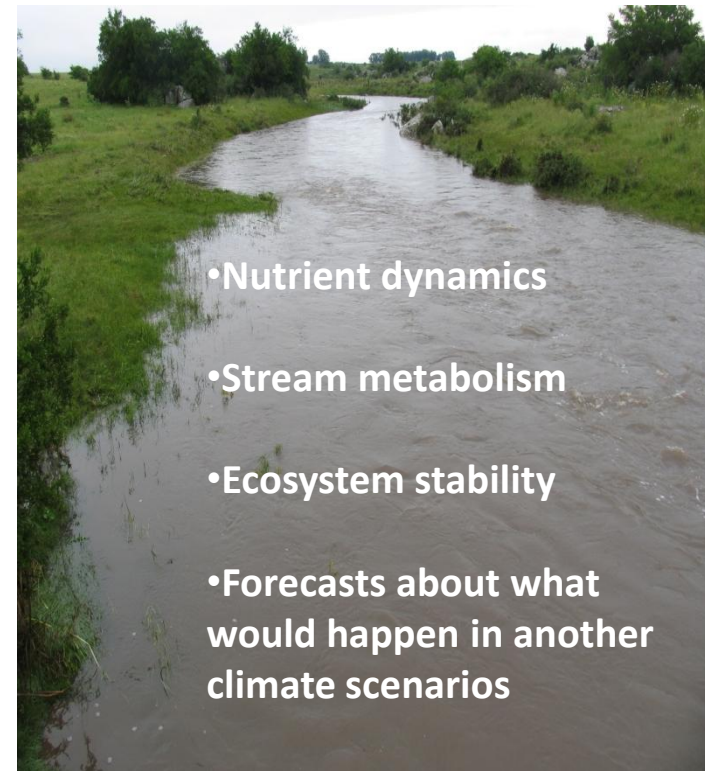 •Nutrient dynamics
•Stream metabolism
•Ecosystem stability
•Forecasts about what
would happen in another
climate scenarios